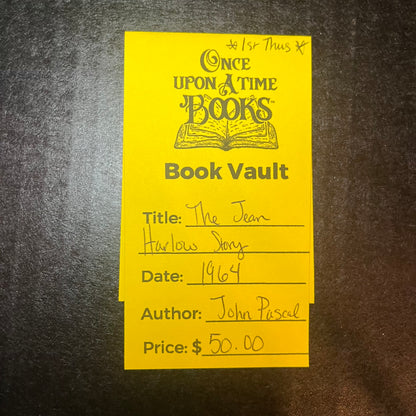 * 1st Thus *
ONCE
UPON A TIME
BOOKS™
Book Vault
Title: The Jean
Harlow Story
Date: 1964
Author: John Pascal
Price: $ 50.00